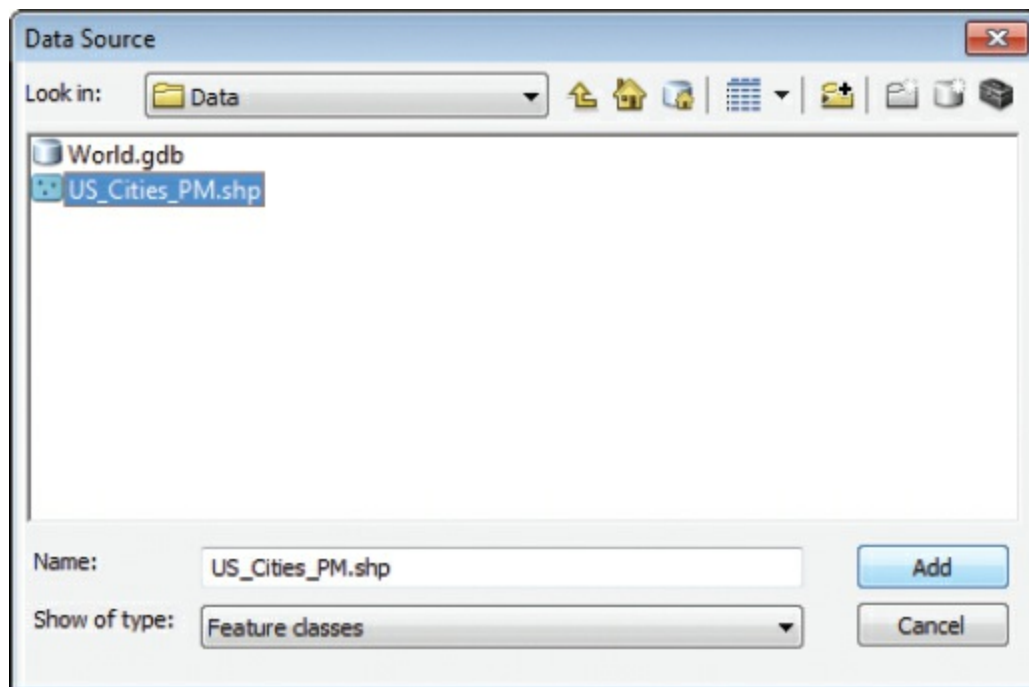 Data Source
Look in:
Data
World.gdb
US_Cities_PM.shp
Name:
US_Cities_PM.shp
Add
Show of type:
Feature classes
Cancel